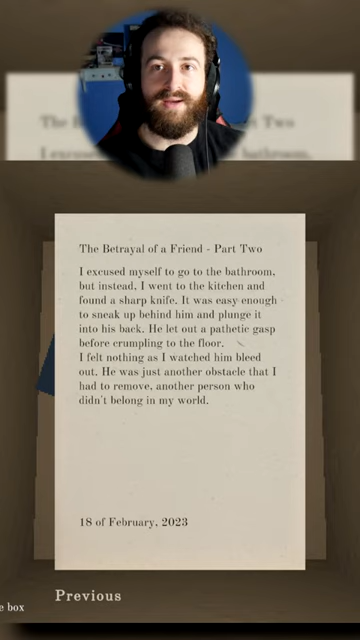 The Betrayal of a Friend - Part Two
I excused myself to go to the bathroom,
but instead, I went to the kitchen and
found a sharp knife. It was easy enough
to sneak up behind him and plunge it
into his back. He let out a pathetic gasp
before crumpling to the floor.
I felt nothing as I watched him bleed
out. He was just another obstacle that I
had to remove, another person who
didn't belong in my world.
18 of February, 2023
Previous
e box